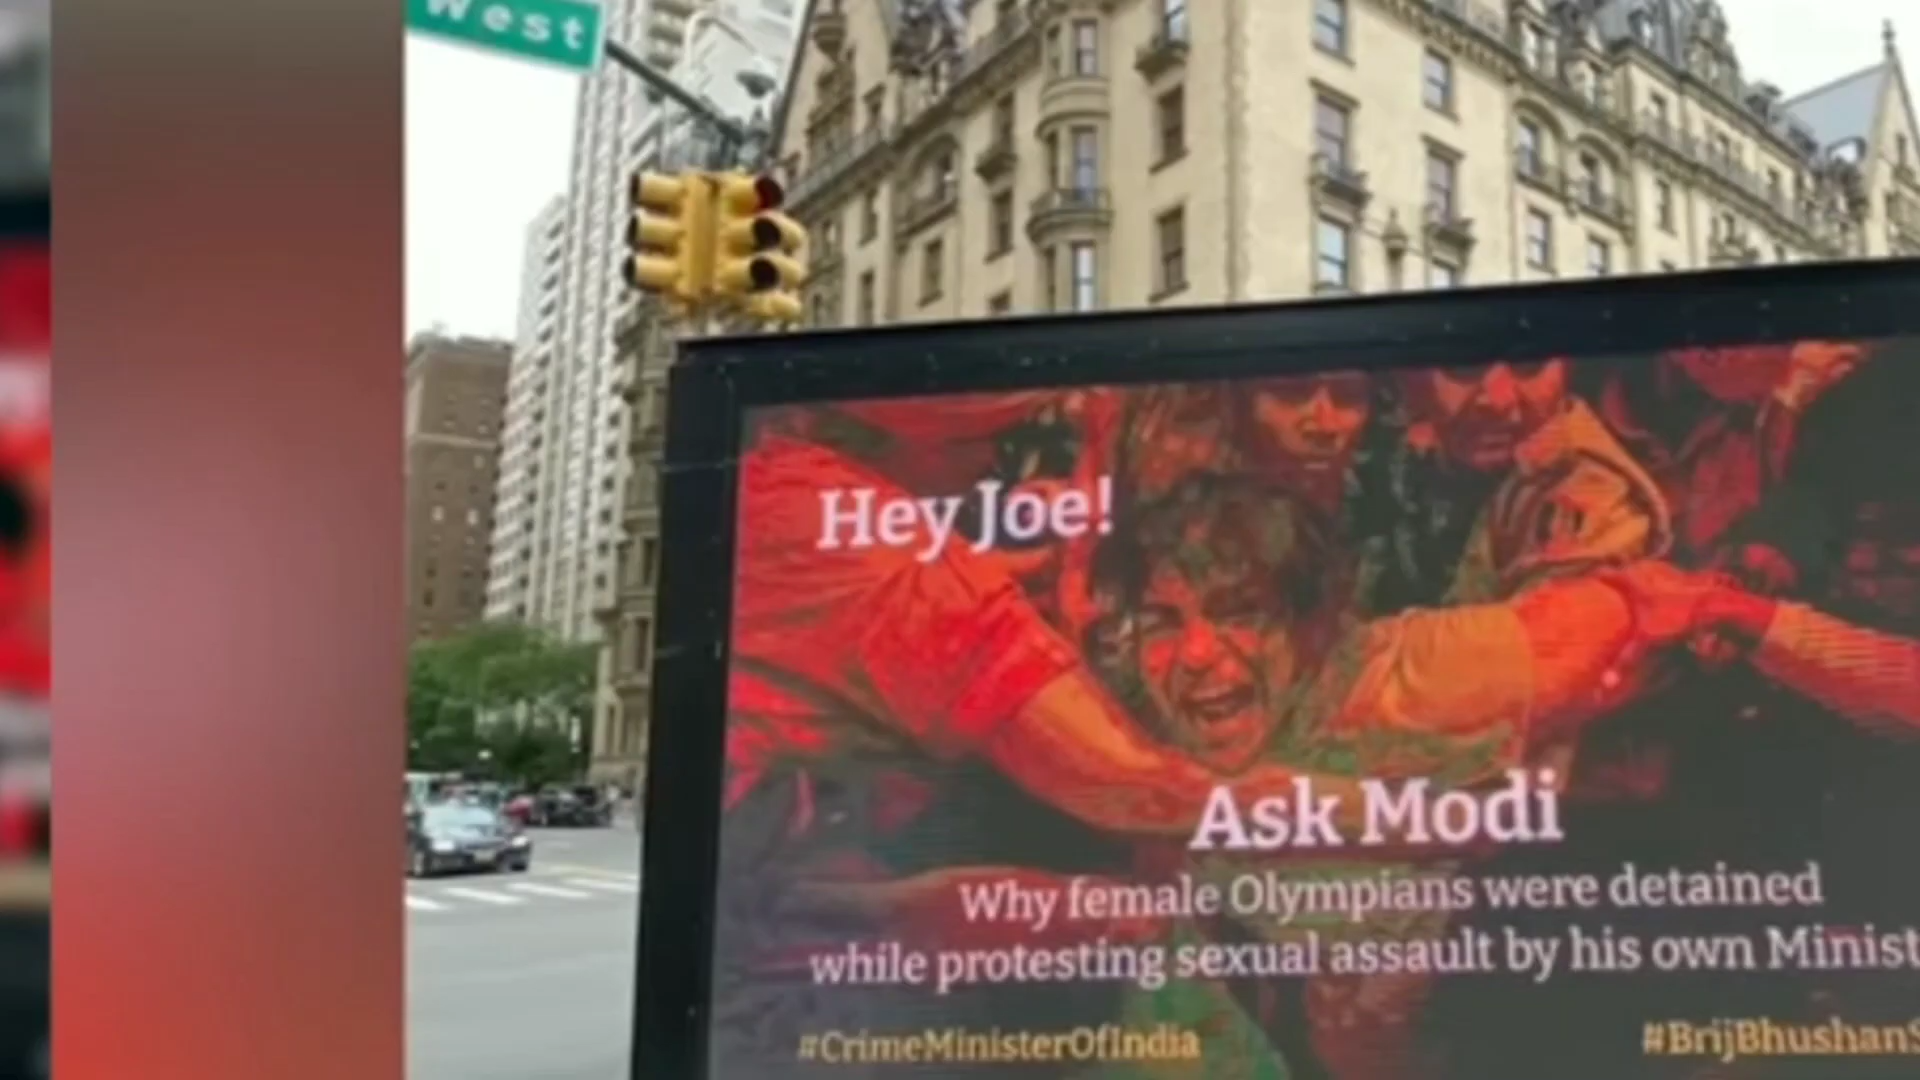 West
Hey Joe!
Ask Modi
Why female Olympians were detained
while protesting sexual assault by his own Minist
#CrimeMinisterOfIndia
#BrijBhushanS